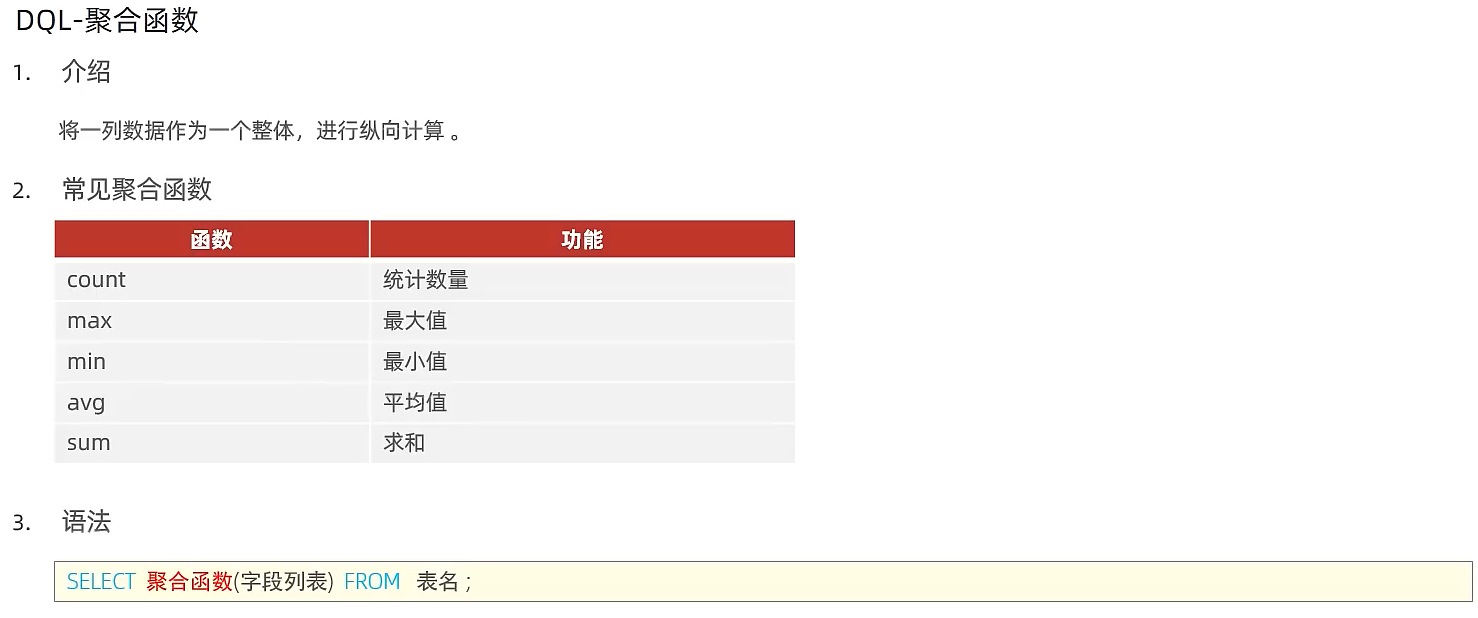 DQL-聚合函数
1. 介绍
将一列数据作为一个整体，进行纵向计算 。
2. 常见聚合函数
函数 功能
count 统计数量
max 最大值
min 最小值
avg 平均值
sum 求和
3. 语法
SELECT 聚合函数(字段列表) FROM 表名 ;